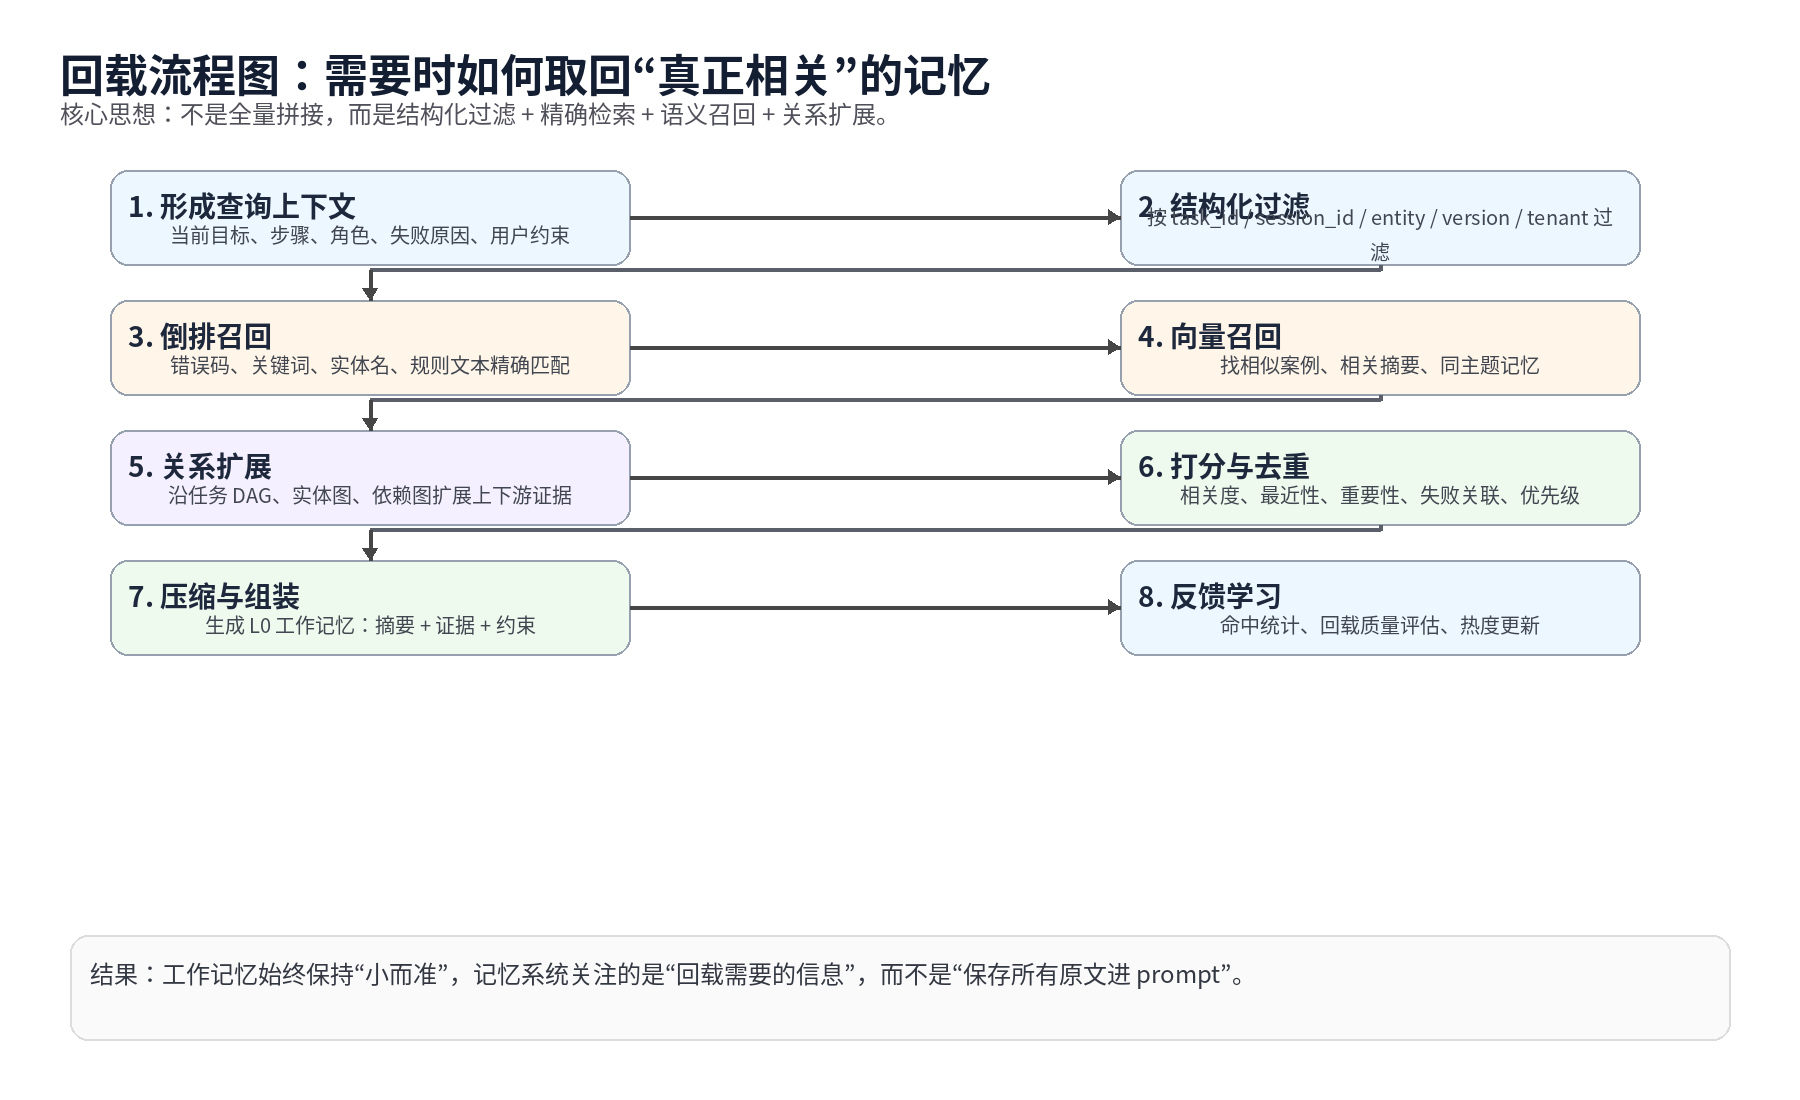 回载流程图：需要时如何取回“真正相关”的记忆
核心思想：不是全量拼接，而是结构化过滤 + 精确检索 + 语义召回 + 关系扩展。
1. 形成查询上下文
当前目标、步骤、角色、失败原因、用户约束
2. 结构化过滤
按 task_id / session_id / entity / version / tenant 过
滤
3. 倒排召回
错误码、关键词、实体名、规则文本精确匹配
4. 向量召回
找相似案例、相关摘要、同主题记忆
5. 关系扩展
沿任务 DAG、实体图、依赖图扩展上下游证据
6. 打分与去重
相关度、最近性、重要性、失败关联、优先级
7. 压缩与组装
生成 L0 工作记忆：摘要 + 证据 + 约束
8. 反馈学习
命中统计、回载质量评估、热度更新
结果：工作记忆始终保持“小而准”，记忆系统关注的是“回载需要的信息”，而不是“保存所有原文进 prompt”。